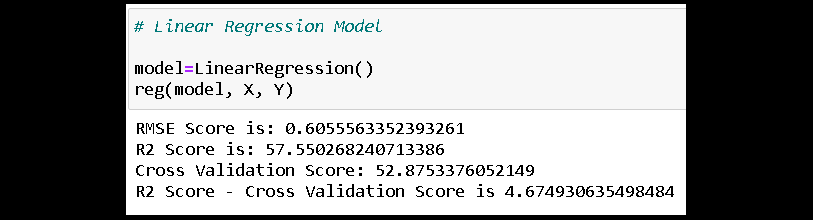 # Linear Regression Model
model=LinearRegression()
reg(model, X, Y)
RMSE Score is: 0.6055563352393261
R2 Score is: 57.550268240713386
Cross Validation Score: 52.8753376052149
R2 Score - Cross Validation Score is 4.674930635498484